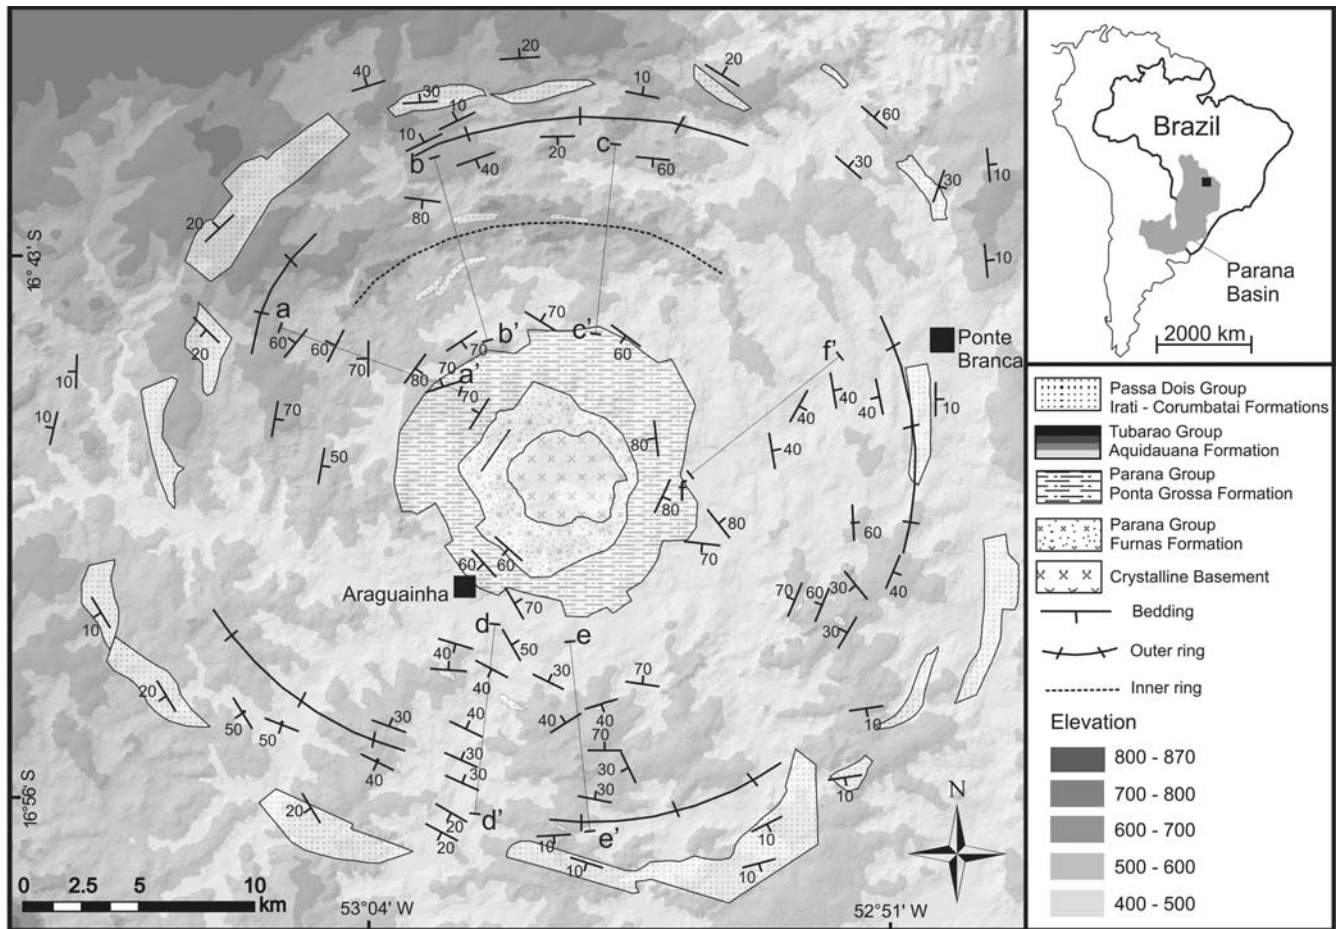 20
20
40
30
10
10
60
10
b
c
40
20
60
30
30
10
80
20
16° 43' S
10
a
70
b'
c'
60
60
70
70
60
f'
Ponte
Branca
80
70
a'
10
70
40
40
40
10
10
70
80
40
50
f
80
80
60
60
60
70
Araguainha
70
70
60
30
40
10
d
e
50
30
40
30
70
20
40
40
40
50
50
30
40
70
10
40
30
30
30
30
16°56' S
20
20
d'
20
10
e'
10
10
10
10
N
0
2.5
5
10
km
53°04' W
52°51' W
Brazil
Parana
Basin
2000 km
Passa Dois Group
Irati - Corumbatai Formations
Tubarao Group
Aquidauana Formation
Parana Group
Ponta Grossa Formation
Parana Group
Furnas Formation
Crystalline Basement
Bedding
Outer ring
Inner ring
Elevation
800 - 870
700 - 800
600 - 700
500 - 600
400 - 500